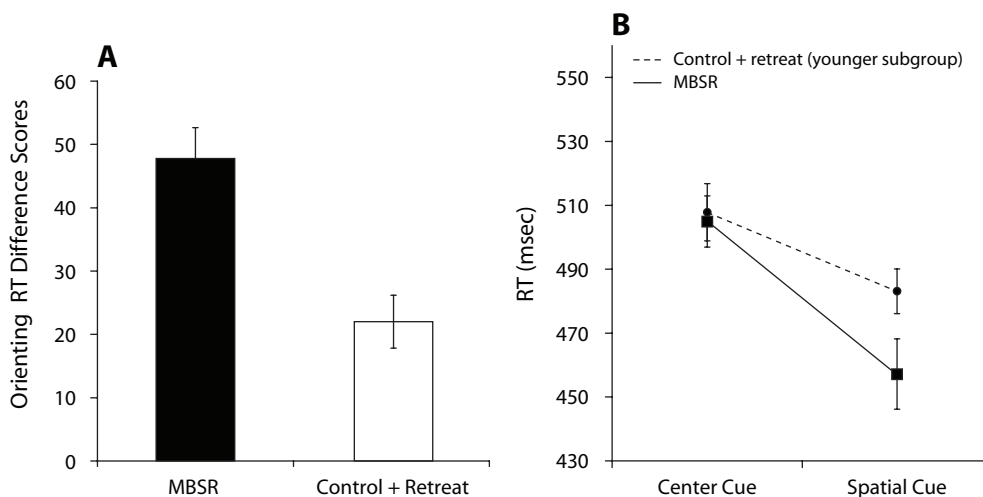 A
60
50
40
30
20
10
0
Orienting RT Difference Scores
MBSR
Control + Retreat
B
Control + retreat (younger subgroup)
MBSR
550
530
510
490
470
450
430
RT (msec)
Center Cue
Spatial Cue